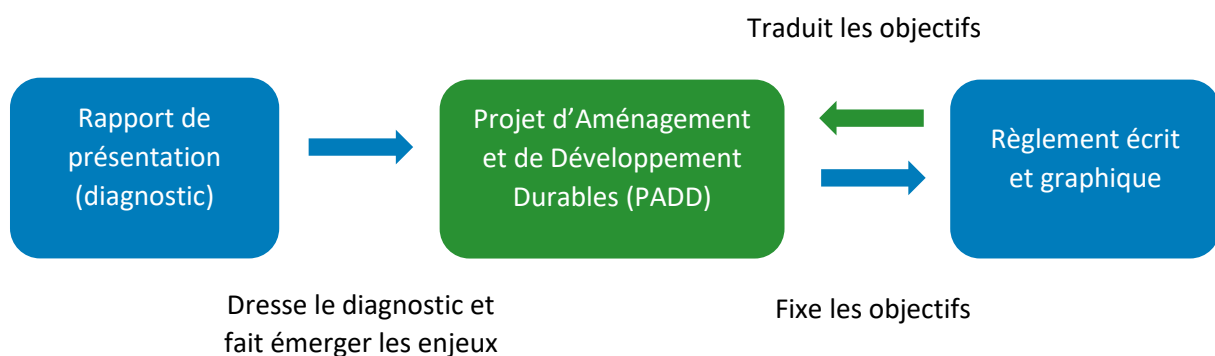 Traduit les objectifs
Rapport de
présentation
(diagnostic)
Projet d’Aménagement
et de Développement
Durables (PADD)
Règlement écrit
et graphique
Dresse le diagnostic et
fait émerger les enjeux
Fixe les objectifs